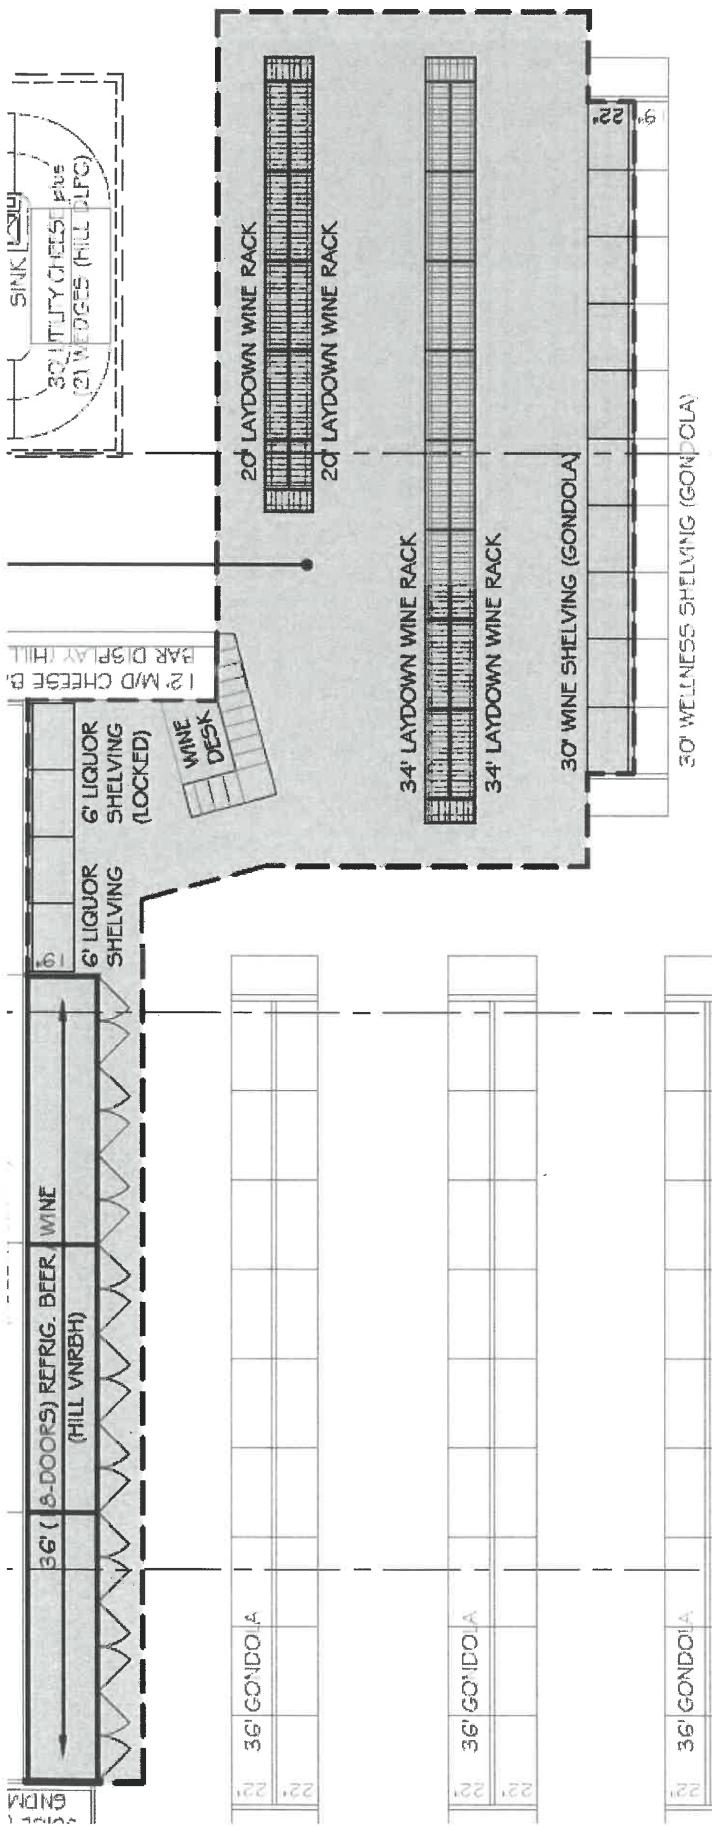 SINK
30' UTILITY CHEESE plus
(2) WEDGES (HILL DLFG)
20' LAYDOWN WINE RACK
20' LAYDOWN WINE RACK
22"
19"
12' M/D CHEESE
BAR DISPLAY (HILL
WINE
DESK
6' LIQUOR
SHELVING
(LOCKED)
6' LIQUOR
SHELVING
19"
34' LAYDOWN WINE RACK
34' LAYDOWN WINE RACK
30' WINE SHELVING (GONDOLA)
30' WELLNESS SHELVING (GONDOLA)
36' (18-DOORS) REFRIG. BEER/WINE
(HILL VNRBH)
36' GONDOLA
22"
22"
36' GONDOLA
22"
22"
36' GONDOLA
22"